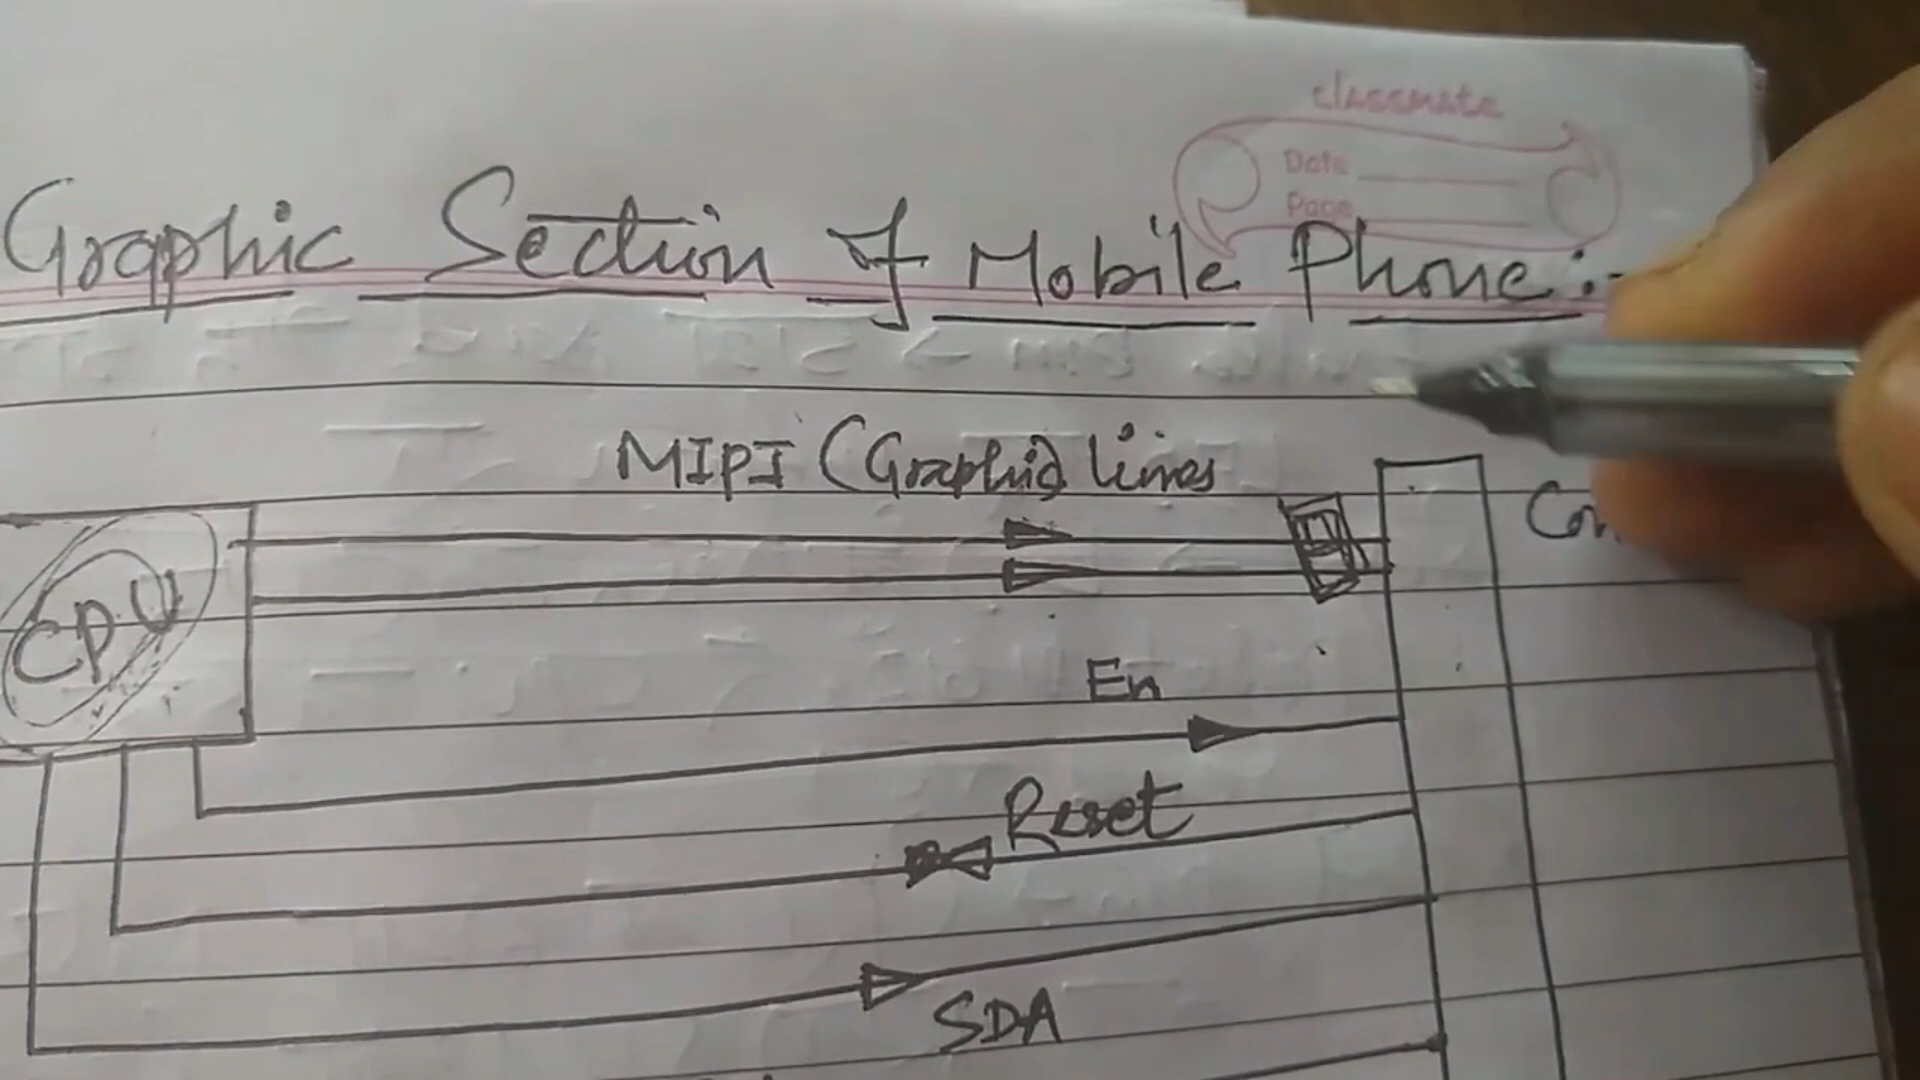 classmate
Date
Page
Graphic Section of Mobile Phone:-
MIPI (Graphic) lines
CPU
En
Reset
SDA